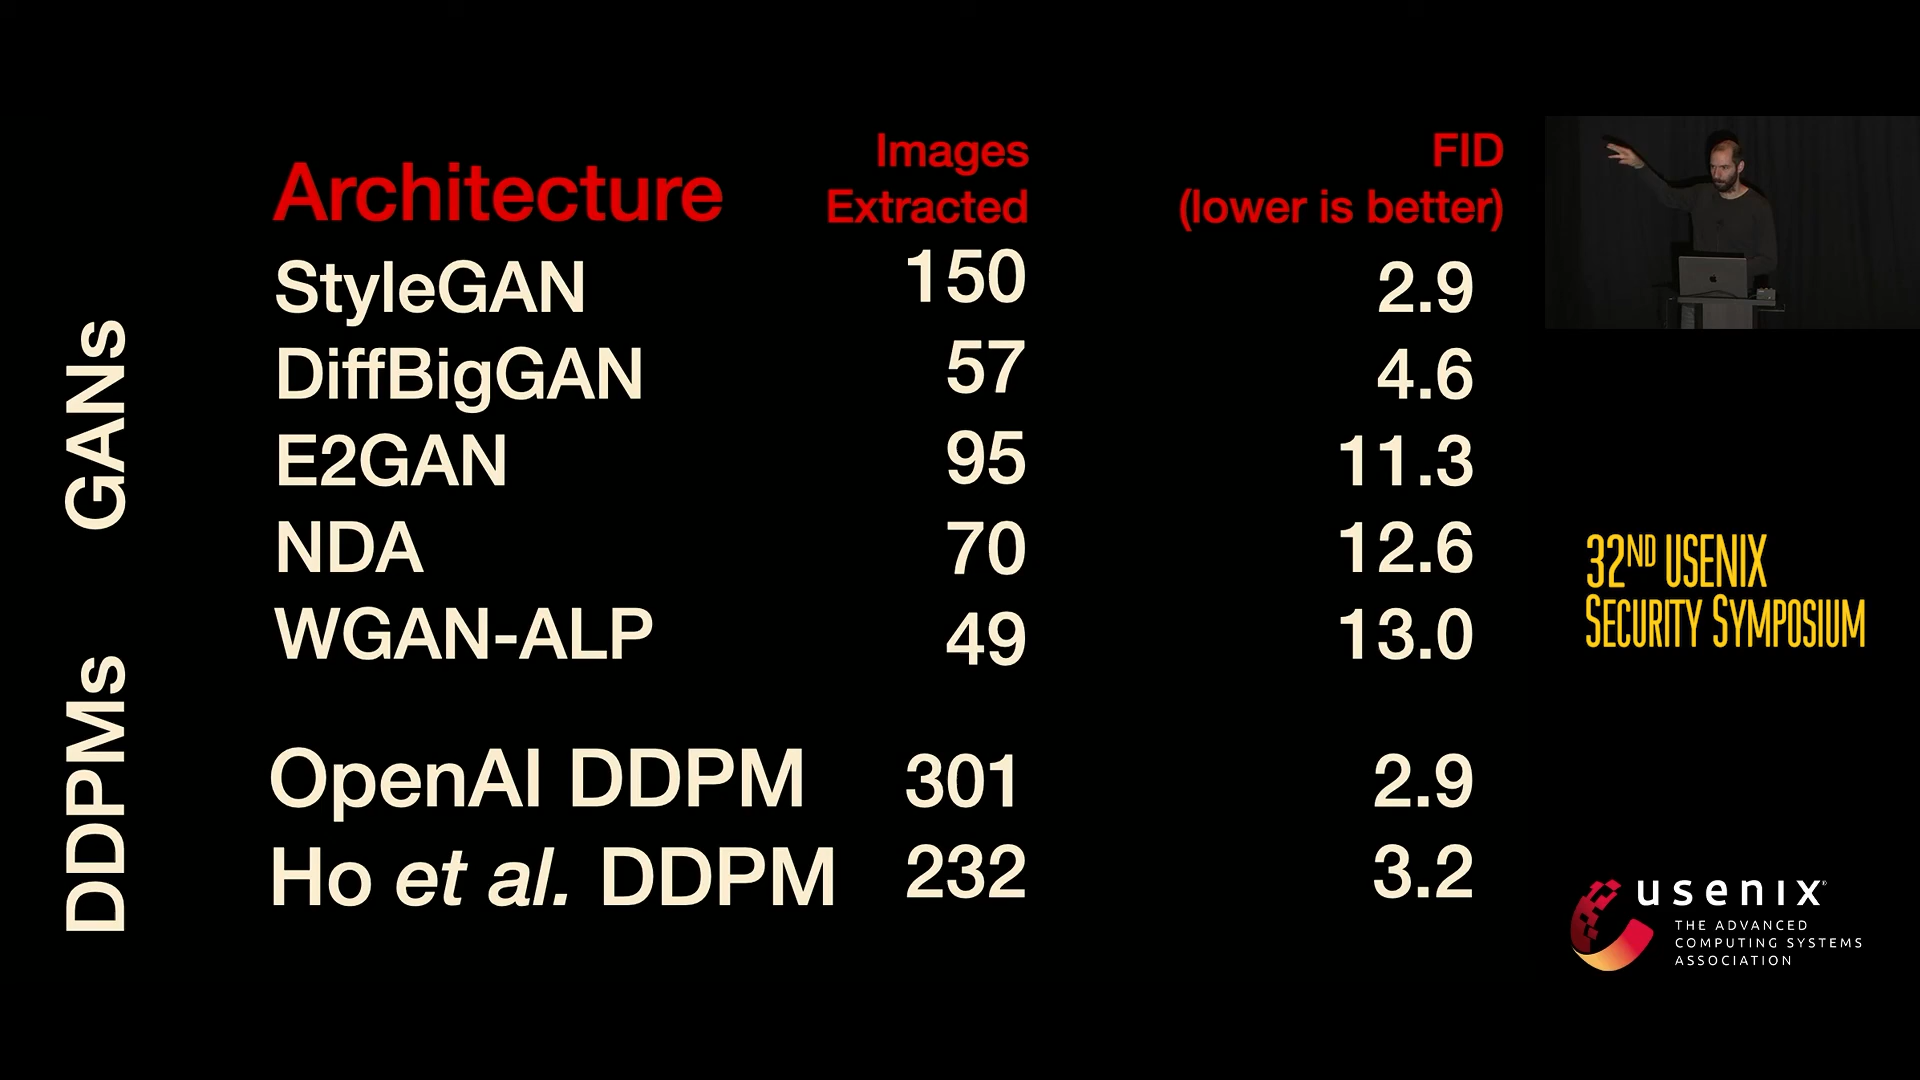 Architecture Images Extracted FID (lower is better)
GANs
StyleGAN 150 2.9
DiffBigGAN 57 4.6
E2GAN 95 11.3
NDA 70 12.6
WGAN-ALP 49 13.0
DDPMs
OpenAI DDPM 301 2.9
Ho et al. DDPM 232 3.2
32ND USENIX
SECURITY SYMPOSIUM
usenix®
THE ADVANCED
COMPUTING SYSTEMS
ASSOCIATION